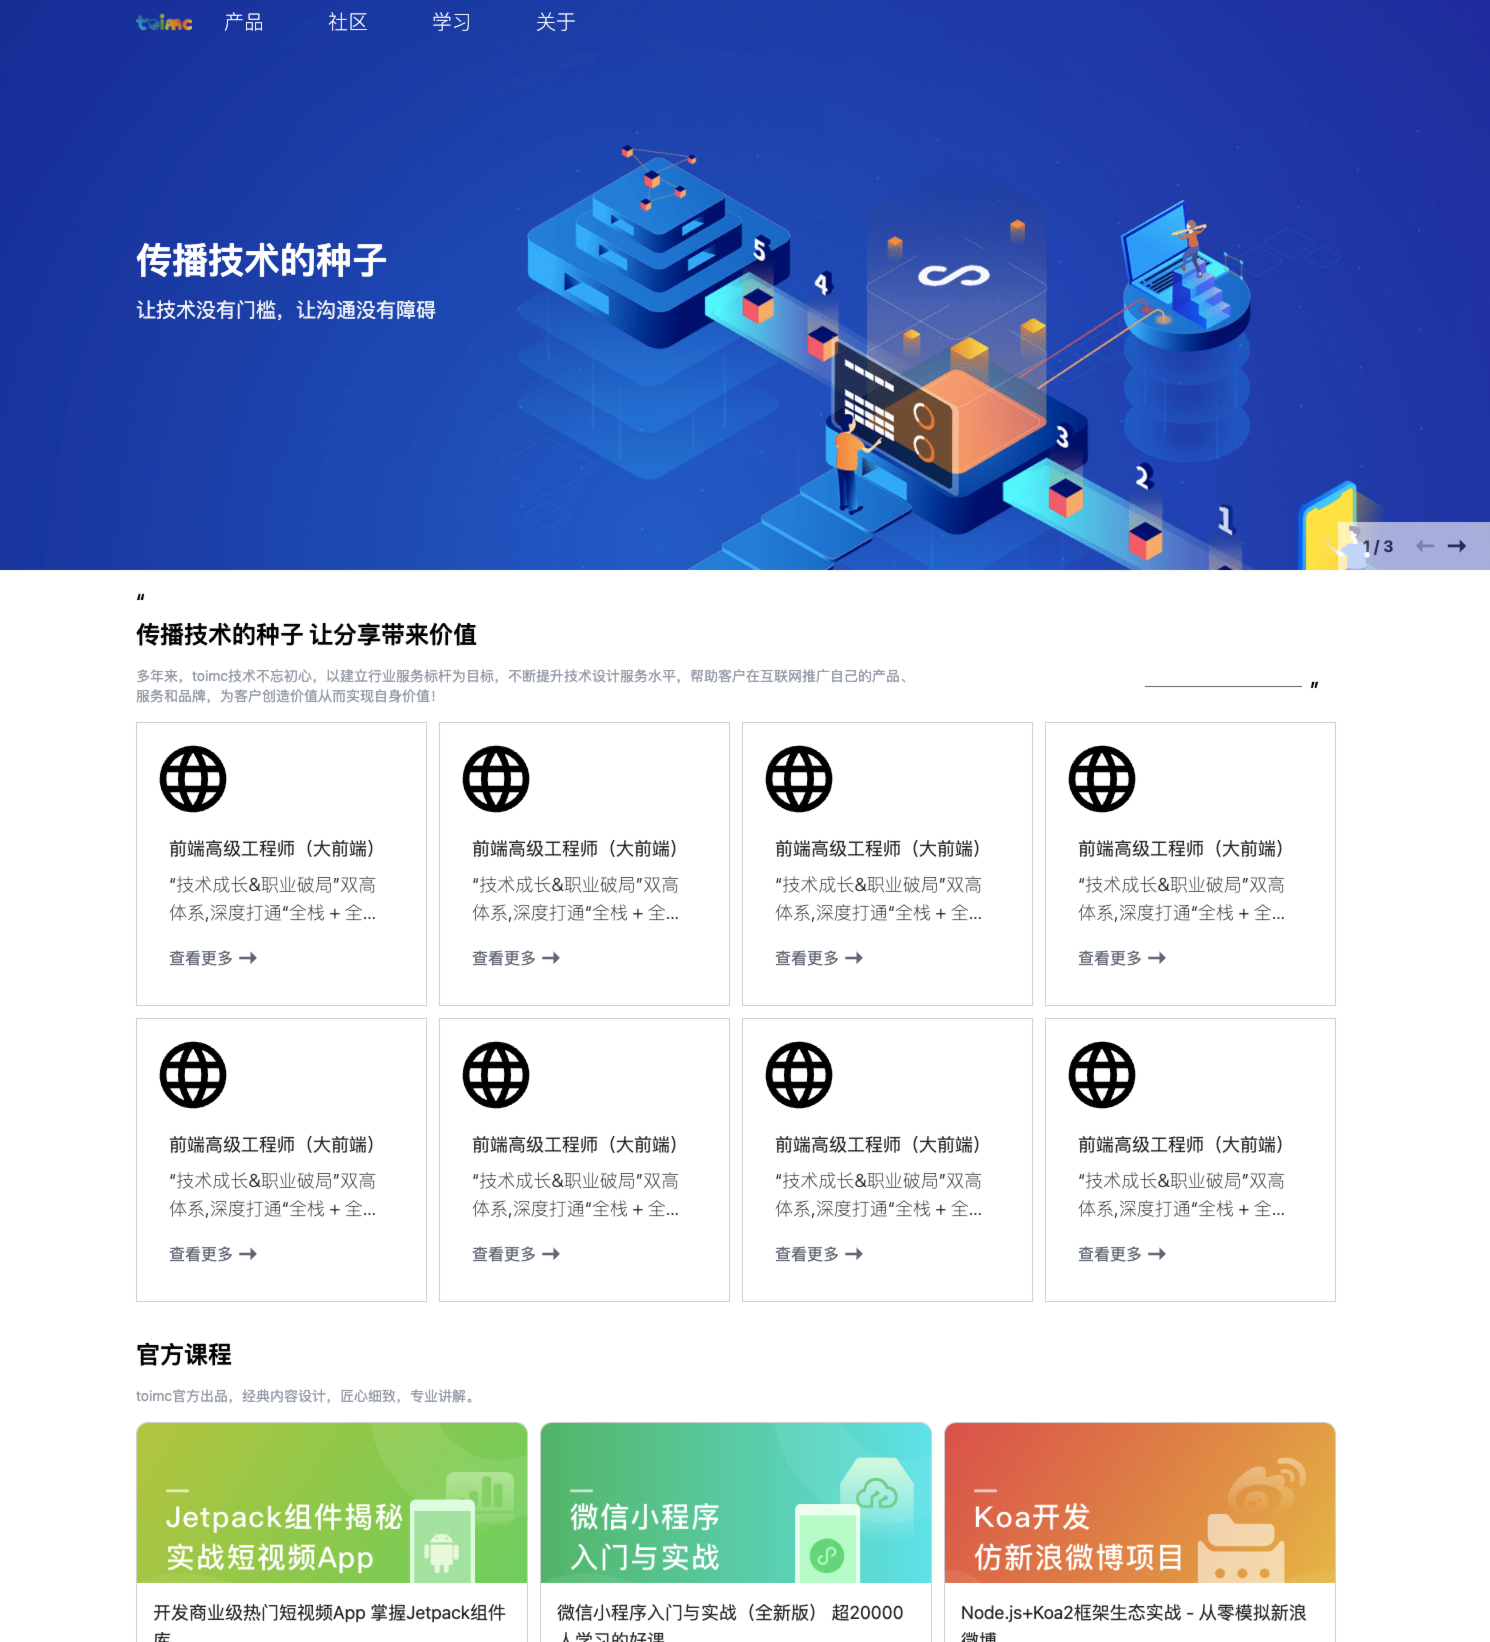 toimc 产品 社区 学习 关于
传播技术的种子
让技术没有门槛，让沟通没有障碍
5
4
3
2
1
1 / 3
“
传播技术的种子 让分享带来价值
多年来，toimc技术不忘初心，以建立行业服务标杆为目标，不断提升技术设计服务水平，帮助客户在互联网推广自己的产品、
服务和品牌，为客户创造价值从而实现自身价值！
”
前端高级工程师（大前端） 前端高级工程师（大前端） 前端高级工程师（大前端） 前端高级工程师（大前端）
“技术成长&职业破局”双高 “技术成长&职业破局”双高 “技术成长&职业破局”双高 “技术成长&职业破局”双高
体系,深度打通“全栈 + 全... 体系,深度打通“全栈 + 全... 体系,深度打通“全栈 + 全... 体系,深度打通“全栈 + 全...
查看更多 查看更多 查看更多 查看更多
前端高级工程师（大前端） 前端高级工程师（大前端） 前端高级工程师（大前端） 前端高级工程师（大前端）
“技术成长&职业破局”双高 “技术成长&职业破局”双高 “技术成长&职业破局”双高 “技术成长&职业破局”双高
体系,深度打通“全栈 + 全... 体系,深度打通“全栈 + 全... 体系,深度打通“全栈 + 全... 体系,深度打通“全栈 + 全...
查看更多 查看更多 查看更多 查看更多
官方课程
toimc官方出品，经典内容设计，匠心细致，专业讲解。
Jetpack组件揭秘
实战短视频App
微信小程序
入门与实战
Koa开发
仿新浪微博项目
开发商业级热门短视频App 掌握Jetpack组件
库
微信小程序入门与实战（全新版） 超20000
人学习的好课
Node.js+Koa2框架生态实战 - 从零模拟新浪
微博